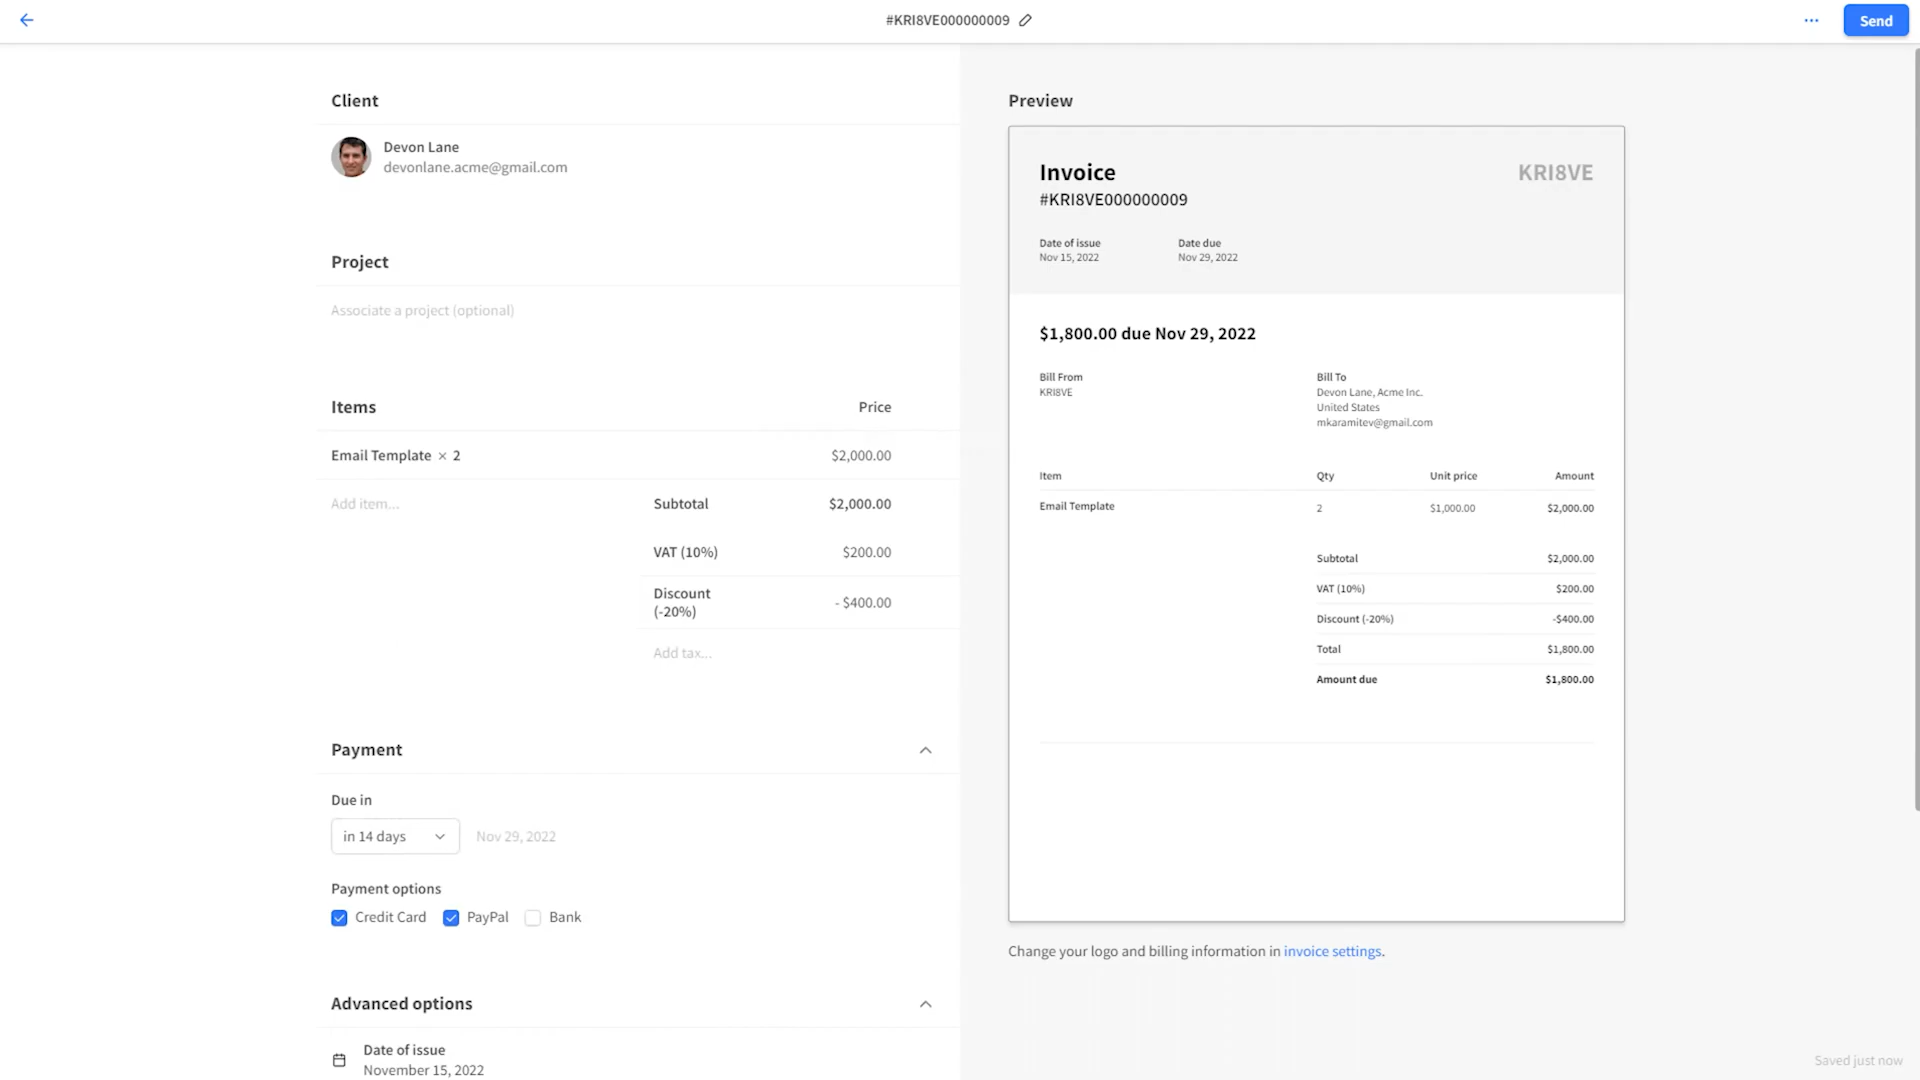 #KRI8VE000000009
Send
Client
Devon Lane
devonlane.acme@gmail.com
Project
Associate a project (optional)
Items Price
Email Template × 2 $2,000.00
Add item... Subtotal $2,000.00
VAT (10%) $200.00
Discount
(-20%) - $400.00
Add tax...
Payment
Due in
in 14 days Nov 29, 2022
Payment options
Credit Card PayPal Bank
Advanced options
Date of issue
November 15, 2022
Preview
Invoice KRI8VE
#KRI8VE000000009
Date of issue Date due
Nov 15, 2022 Nov 29, 2022
$1,800.00 due Nov 29, 2022
Bill From Bill To
KRI8VE Devon Lane, Acme Inc.
United States
mkaramitev@gmail.com
Item Qty Unit price Amount
Email Template 2 $1,000.00 $2,000.00
Subtotal $2,000.00
VAT (10%) $200.00
Discount (-20%) -$400.00
Total $1,800.00
Amount due $1,800.00
Change your logo and billing information in invoice settings.
Saved just now